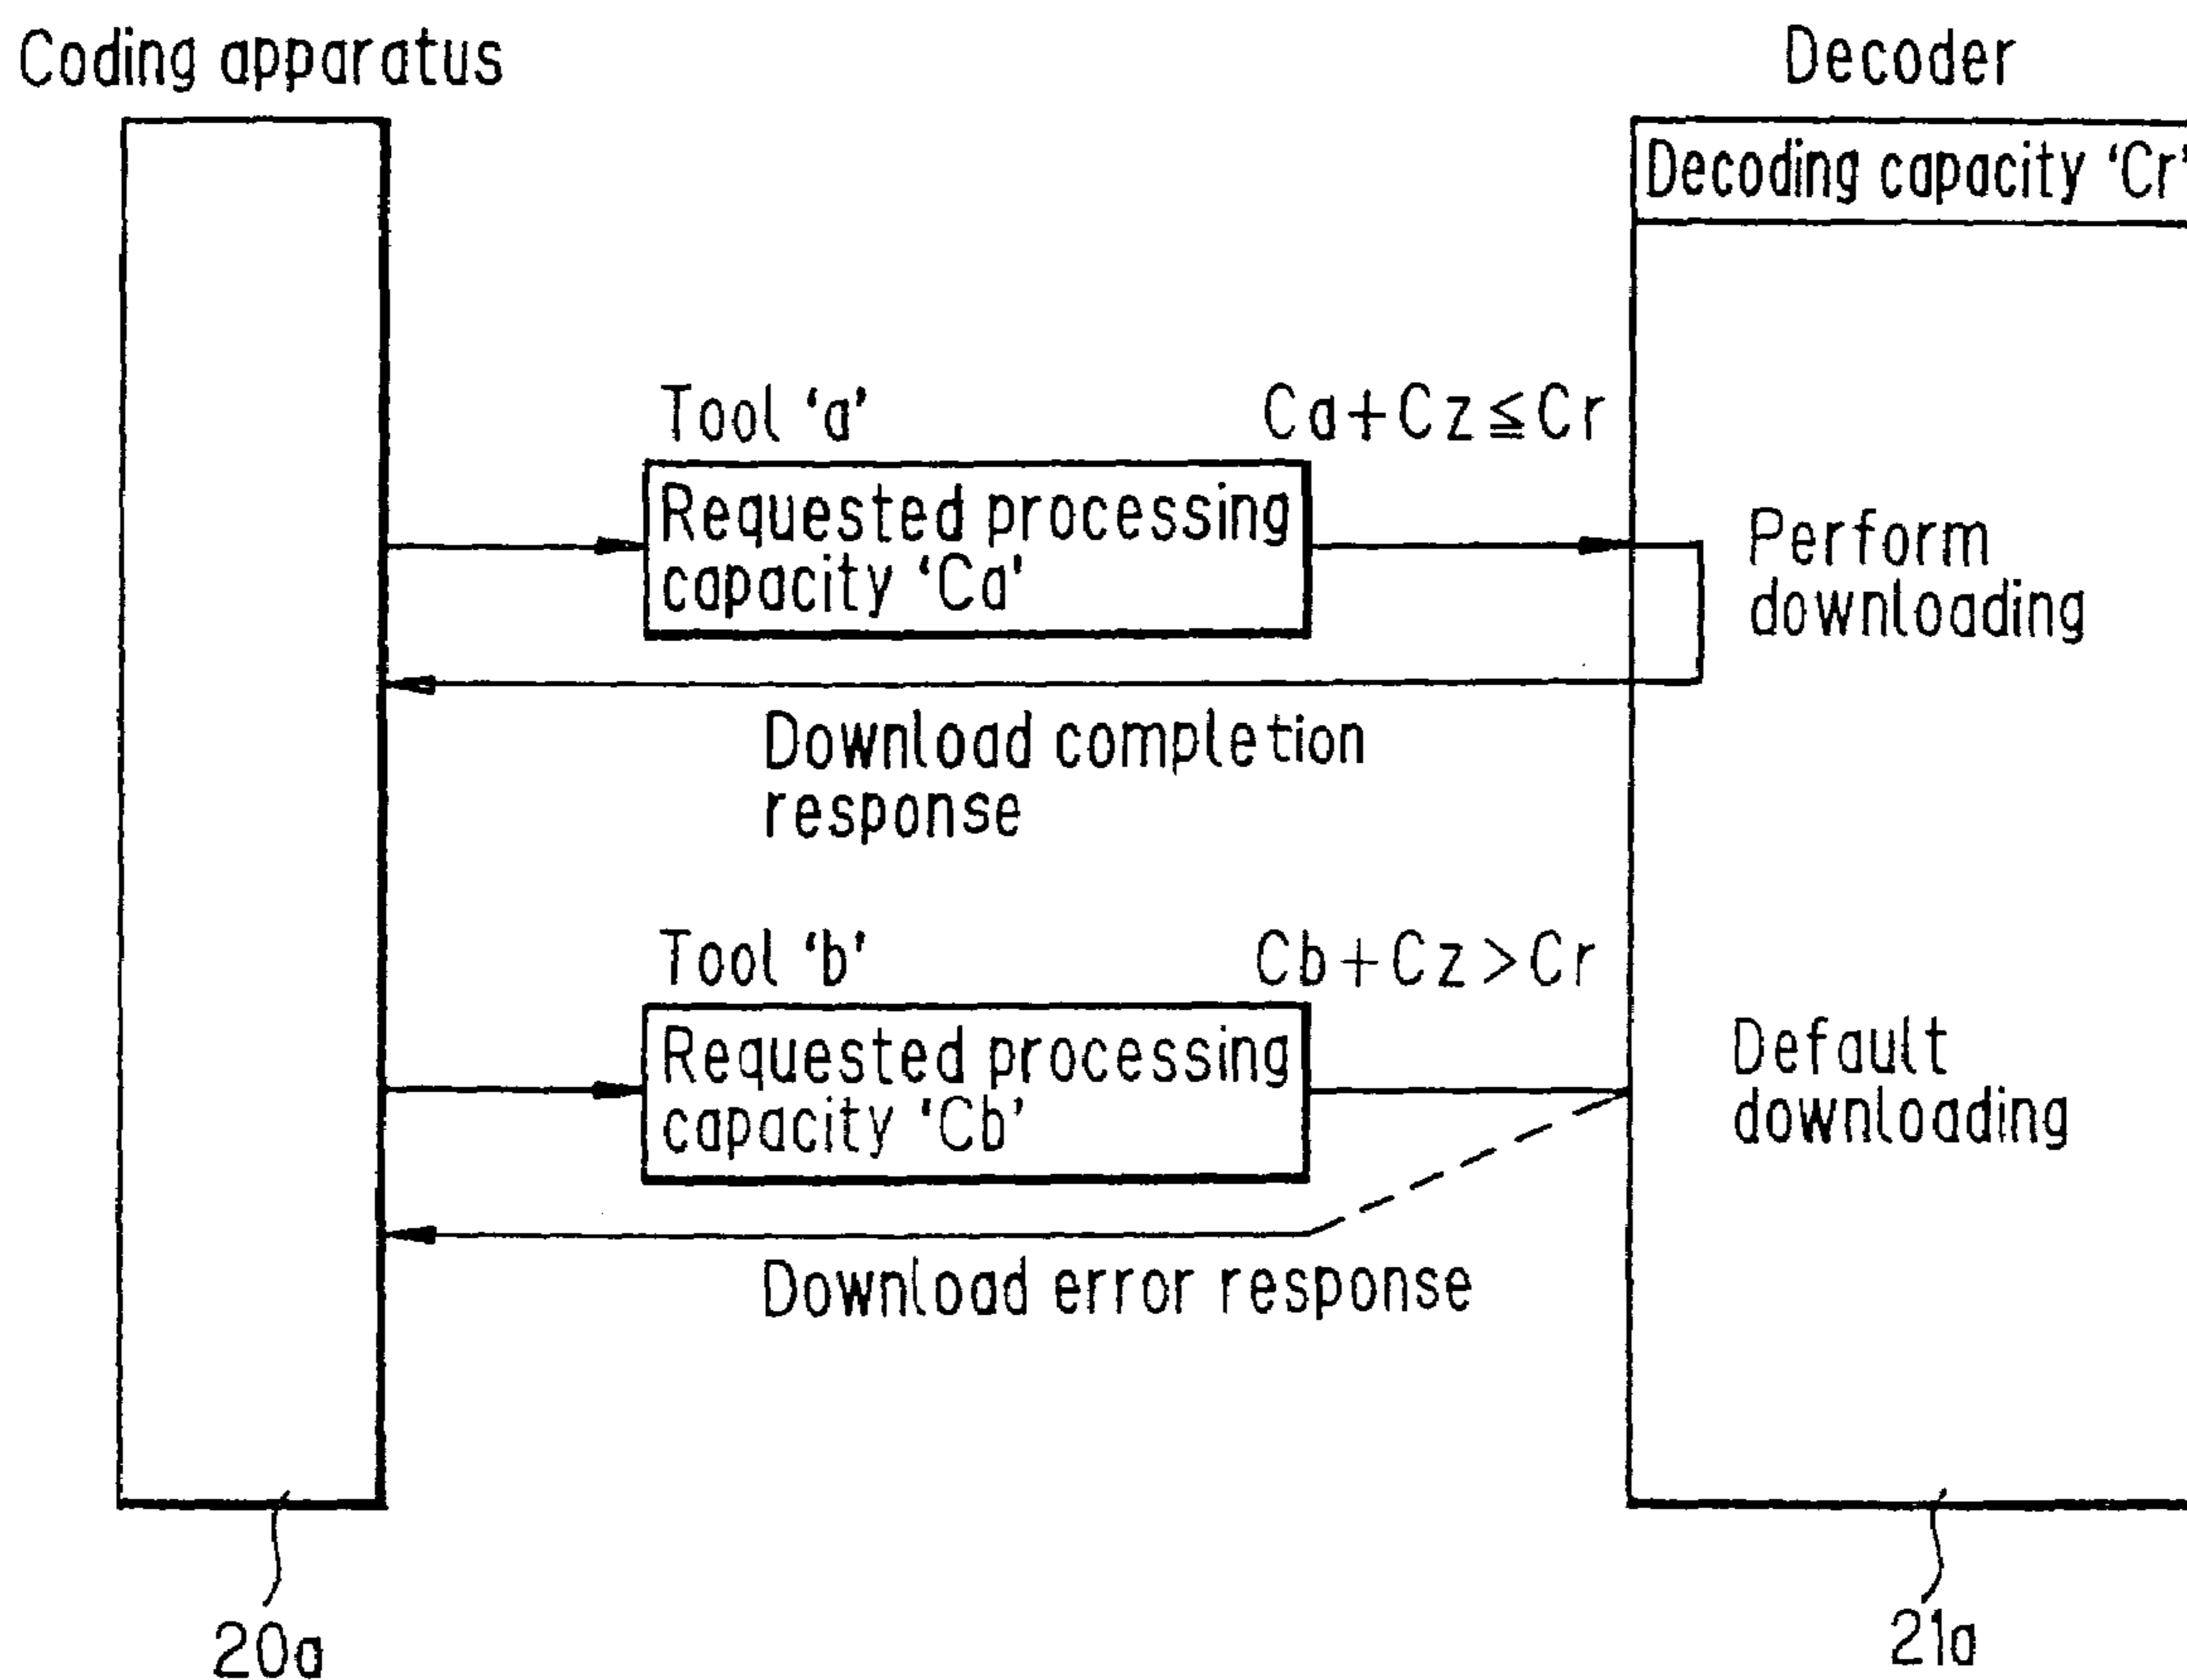 Coding apparatus
Decoder
Decoding capacity ‘Cr’
Tool ‘a’
Ca+Cz≦Cr
Requested processing
capacity ‘Ca’
Perform
downloading
Download completion
response
Tool ‘b’
Cb+Cz>Cr
Requested processing
capacity ‘Cb’
Default
downloading
Download error response
20a
21a